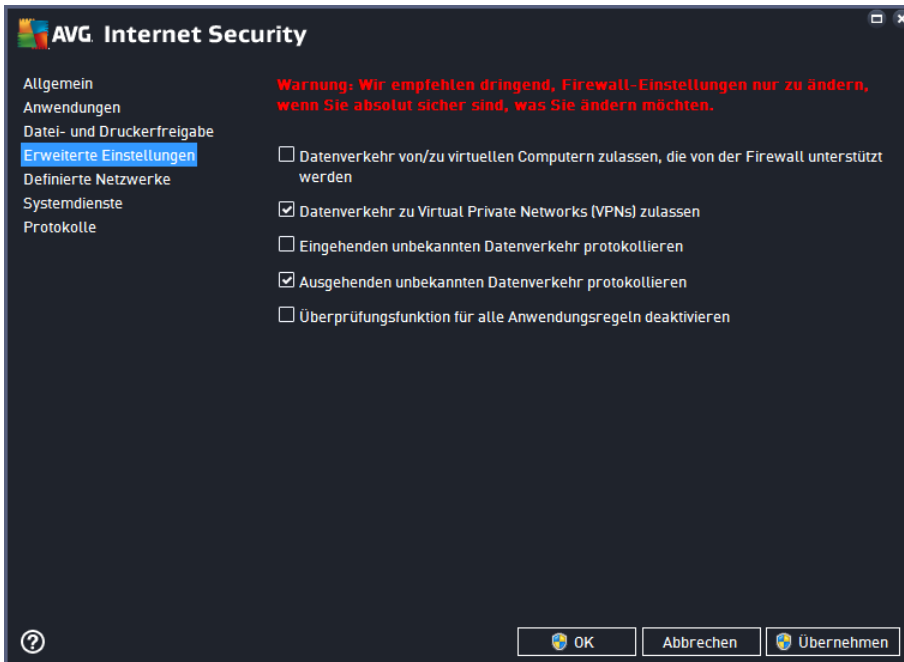 AVG Internet Security
Allgemein
Anwendungen
Datei- und Druckerfreigabe
Erweiterte Einstellungen
Definierte Netzwerke
Systemdienste
Protokolle
Warnung: Wir empfehlen dringend, Firewall-Einstellungen nur zu ändern,
wenn Sie absolut sicher sind, was Sie ändern möchten.
Datenverkehr von/zu virtuellen Computern zulassen, die von der Firewall unterstützt
werden
Datenverkehr zu Virtual Private Networks (VPNs) zulassen
Eingehenden unbekannten Datenverkehr protokollieren
Ausgehenden unbekannten Datenverkehr protokollieren
Überprüfungsfunktion für alle Anwendungsregeln deaktivieren
?
OK
Abbrechen
Übernehmen